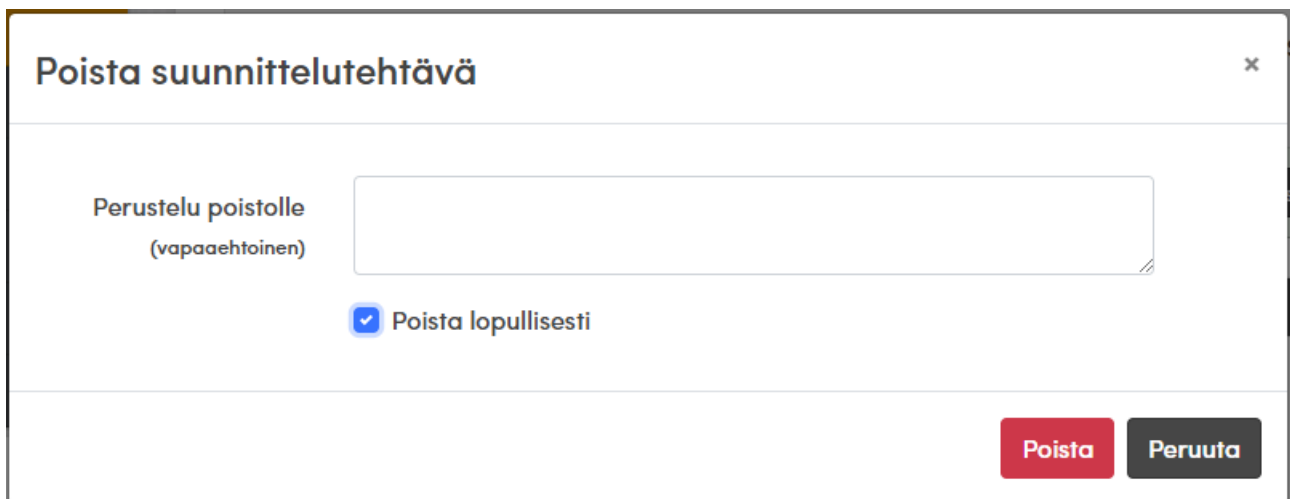 Poista suunnittelutehtävä
×
Perustelu poistolle
(vapaaehtoinen)
Poista lopullisesti
Poista
Peruuta